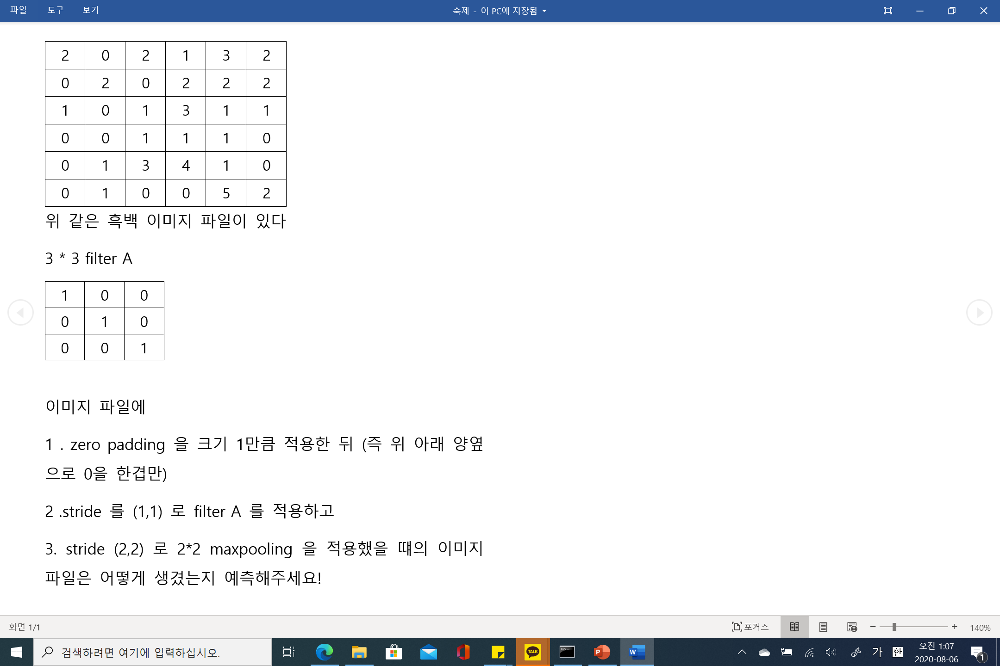 파일 도구 보기 숙제 - 이 PC에 저장됨
2 0 2 1 3 2
0 2 0 2 2 2
1 0 1 3 1 1
0 0 1 1 1 0
0 1 3 4 1 0
0 1 0 0 5 2
위 같은 흑백 이미지 파일이 있다
3 * 3 filter A
1 0 0
0 1 0
0 0 1
이미지 파일에
1 . zero padding 을 크기 1만큼 적용한 뒤 (즉 위 아래 양옆
으로 0을 한겹만)
2 .stride 를 (1,1) 로 filter A 를 적용하고
3. stride (2,2) 로 2*2 maxpooling 을 적용했을 떄의 이미지
파일은 어떻게 생겼는지 예측해주세요!
화면 1/1 포커스 140%
검색하려면 여기에 입력하십시오. TALK P W 가 한 오전 1:07
2020-08-06 1